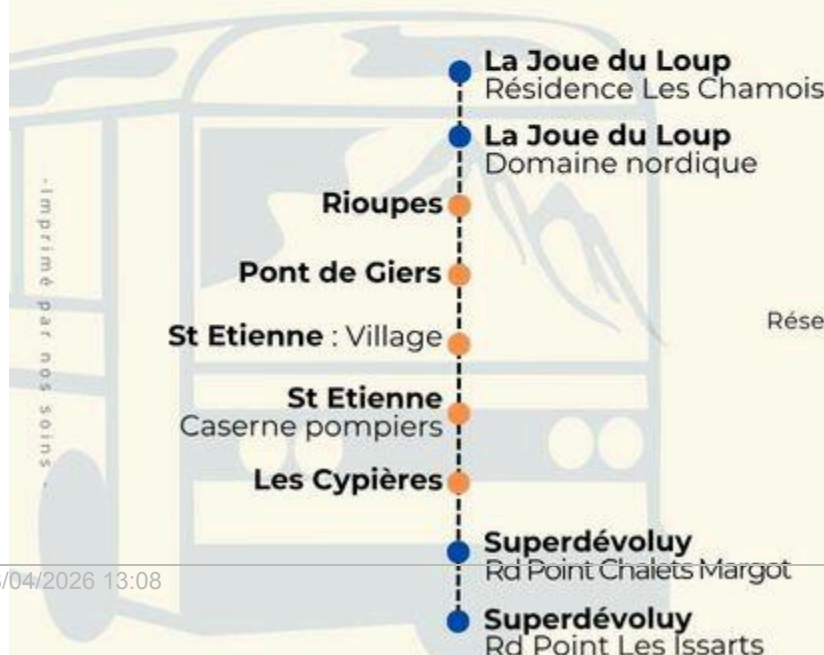 La Joue du Loup
Résidence Les Chamois
La Joue du Loup
Domaine nordique
Rioupes
Pont de Giers
Rése
St Etienne : Village
St Etienne
Caserne pompiers
Les Cypières
Superdévoluy
Rd Point Chalets Margot
/04/2026 13:08
Superdévoluy
Rd Point Les Issarts
-Imprimé par nos soins -